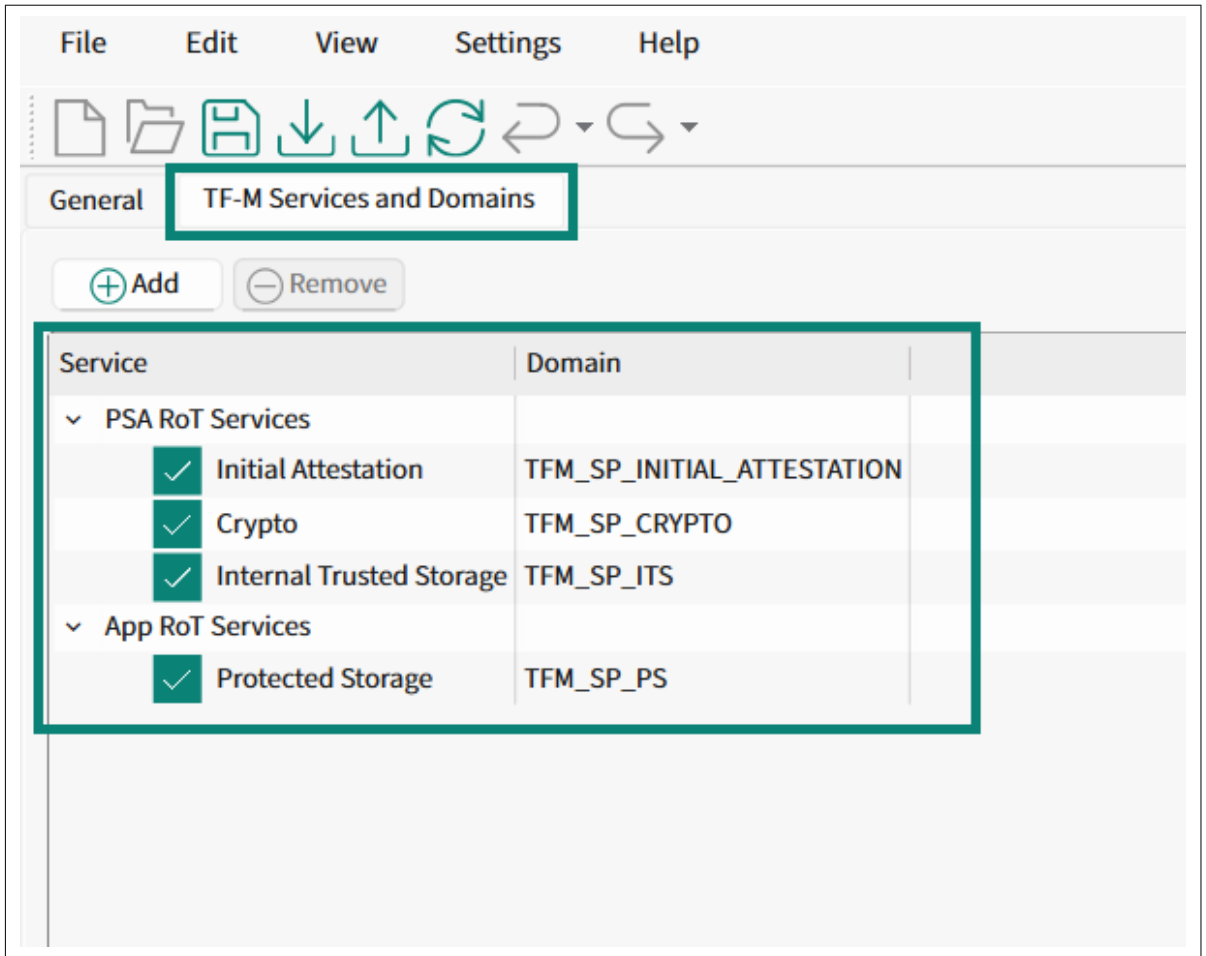 File Edit View Settings Help
General TF-M Services and Domains
Add Remove
Service Domain
PSA RoT Services
Initial Attestation TFM_SP_INITIAL_ATTESTATION
Crypto TFM_SP_CRYPTO
Internal Trusted Storage TFM_SP_ITS
App RoT Services
Protected Storage TFM_SP_PS